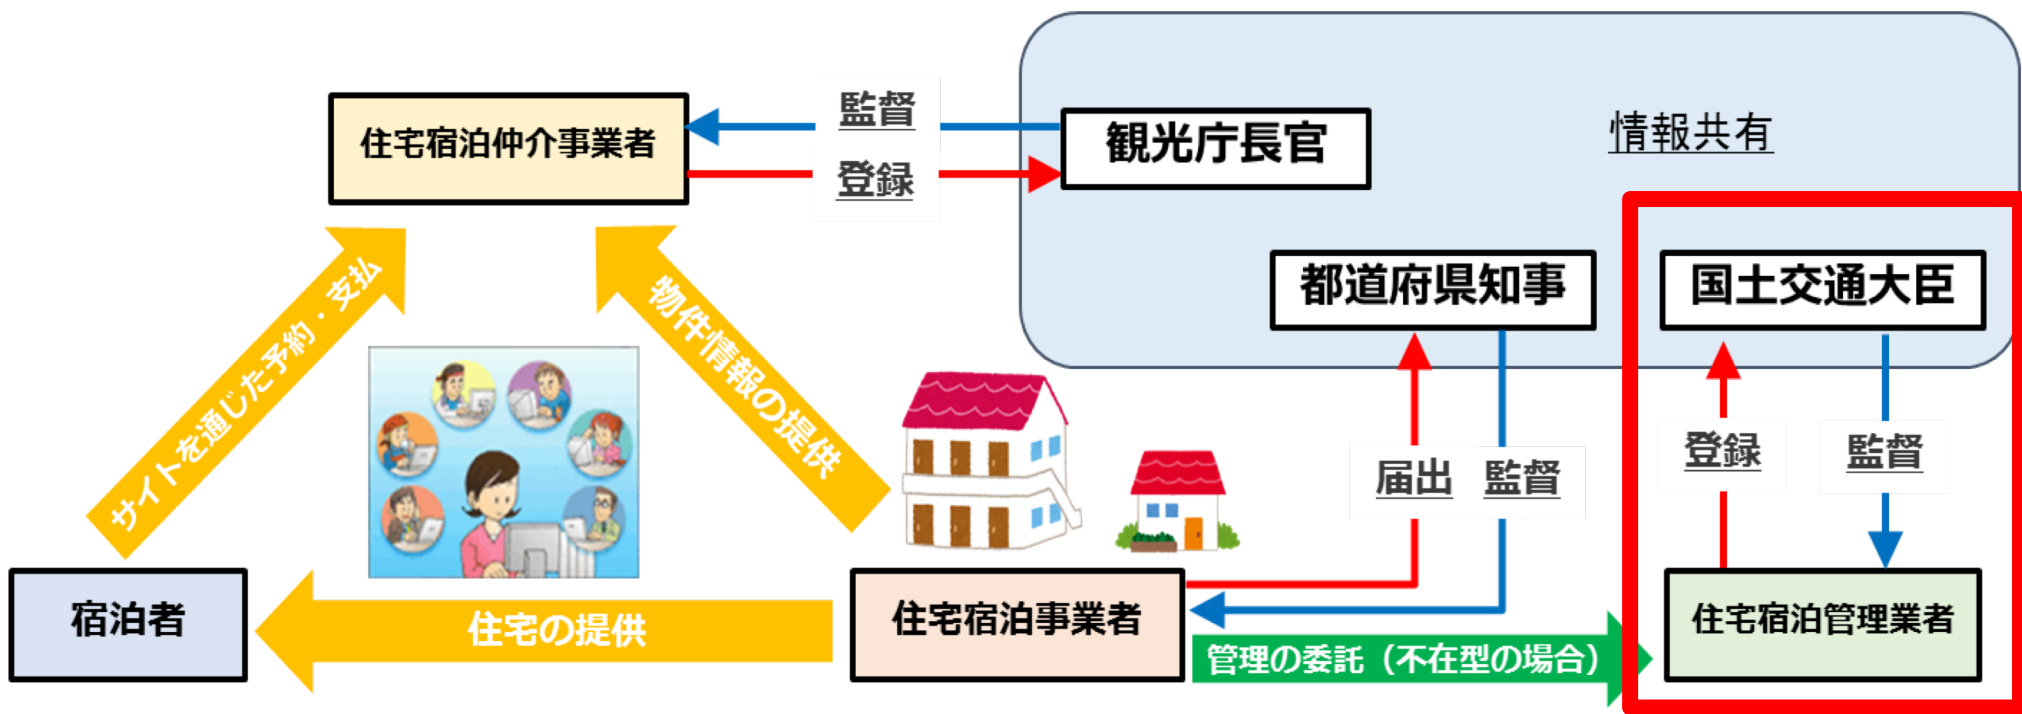 住宅宿泊仲介事業者
監督
登録
観光庁長官
情報共有
都道府県知事
国土交通大臣
サイトを通じた予約・支払
物件情報の提供
届出
監督
登録
監督
宿泊者
住宅の提供
住宅宿泊事業者
管理の委託（不在型の場合）
住宅宿泊管理業者